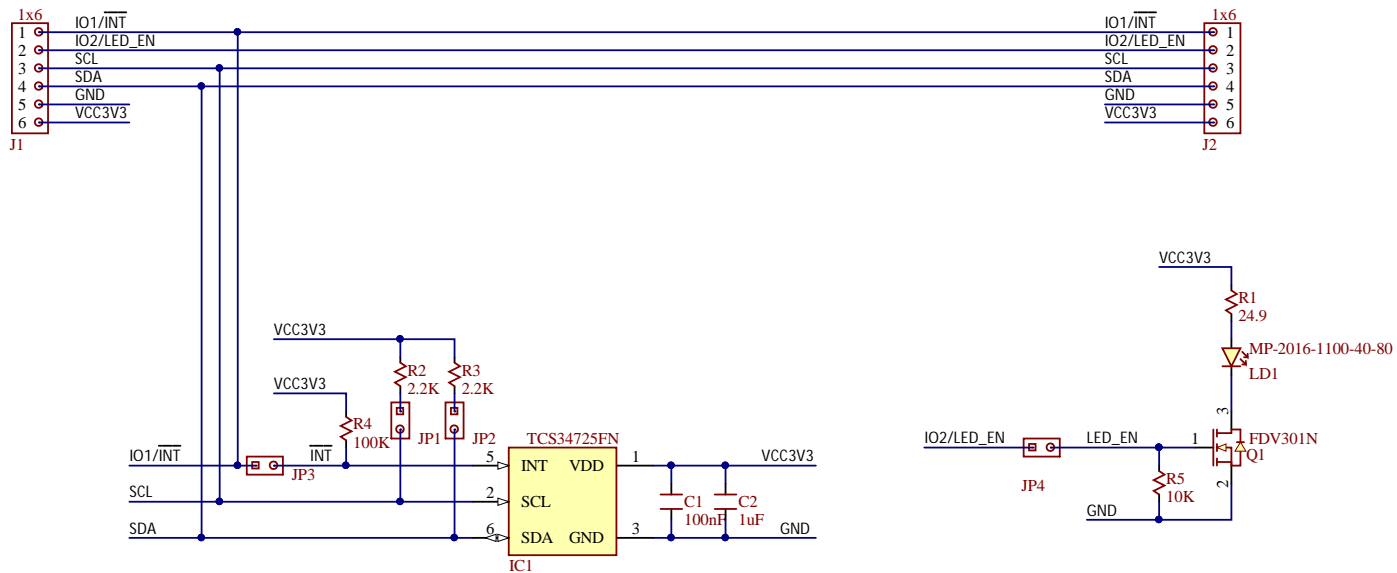 1x6
1 IO1/INT
2 IO2/LED_EN
3 SCL
4 SDA
5 GND
6 VCC3V3
J1
1x6
IO1/INT 1
IO2/LED_EN 2
SCL 3
SDA 4
GND 5
VCC3V3 6
J2
VCC3V3
R2
2.2K
R3
2.2K
VCC3V3
R4
100K
JP1
JP2
IO1/INT
INT
JP3
SCL
SDA
TCS34725FN
5 INT VDD 1
2 SCL
6 SDA GND 3
IC1
VCC3V3
C1
100nF
C2
1uF
GND
VCC3V3
R1
24.9
MP-2016-1100-40-80
LD1
3
IO2/LED_EN
LED_EN
1
FDV301N
Q1
JP4
R5
10K
2
GND